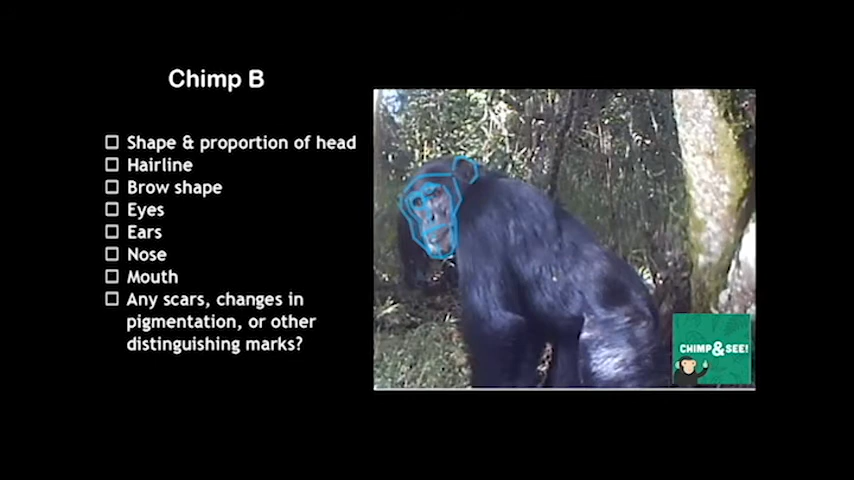 Chimp B
Shape & proportion of head
Hairline
Brow shape
Eyes
Ears
Nose
Mouth
Any scars, changes in
pigmentation, or other
distinguishing marks?
CHIMP&SEE!